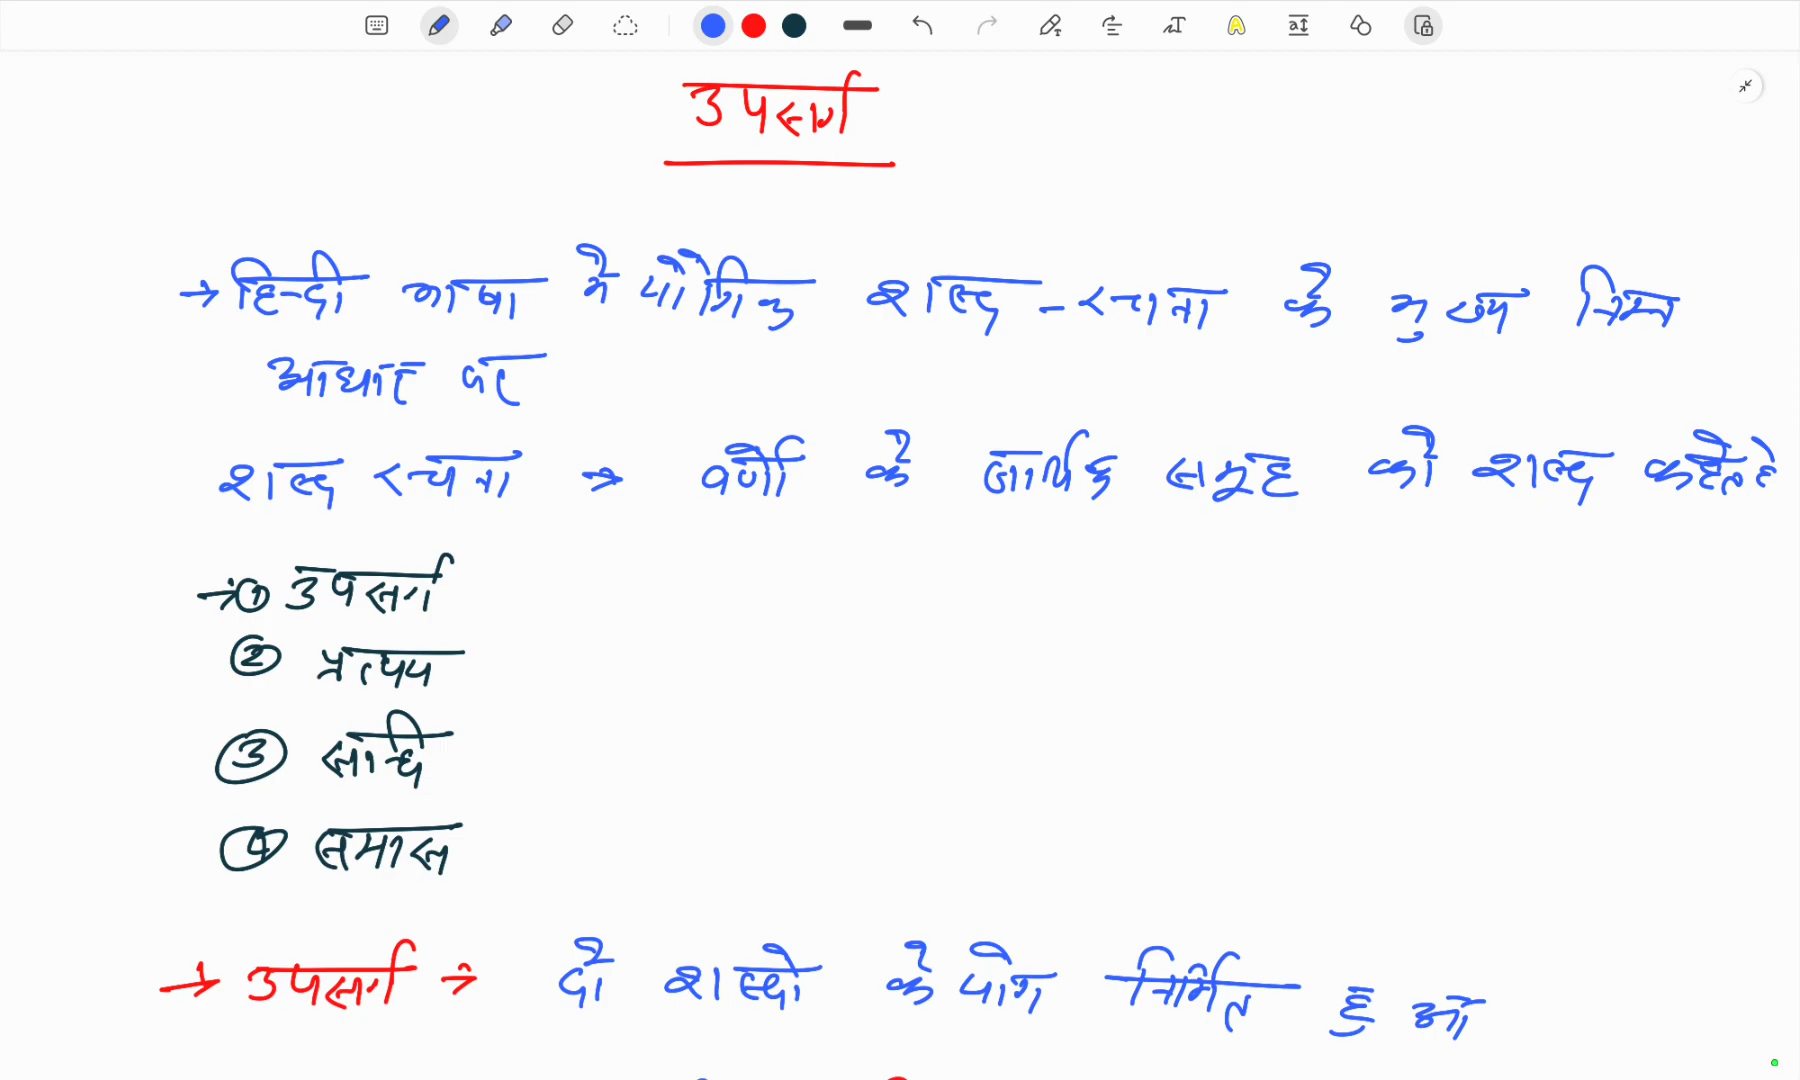 उपसर्ग
→ हिन्दी भाषा में यौगिक शब्द - रचना के मुख्य निम्न
आधार पर
शब्द रचना → वर्णों के सार्थक समूह को शब्द कहते है
→ ① उपसर्ग
② प्रत्यय
③ सन्धि
④ समास
→ उपसर्ग → दो शब्दो के योग निर्मित हुआ